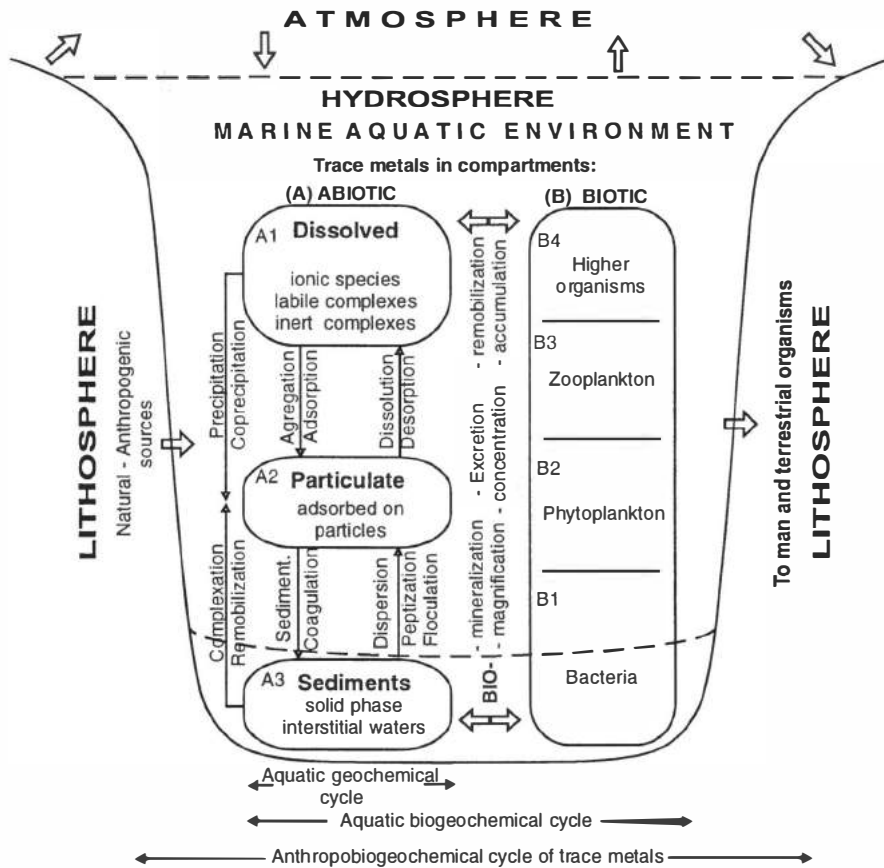 ATMOSPHERE
HYDROSPHERE
MARINE AQUATIC ENVIRONMENT
Trace metals in compartments:
(A) ABIOTIC
(B) BIOTIC
LITHOSPHERE
Natural - Anthropogenic
sources
A1 Dissolved
ionic species
labile complexes
inert complexes
Precipitation
Coprecipitation
Agregation
Adsorption
Dissolution
Desorption
A2 Particulate
adsorbed on
particles
Complexation
Remobilization
Sediment.
Coagulation
Dispersion
Peptization
Floculation
A3 Sediments
solid phase
interstitial waters
BIO-
- mineralization - Excretion - remobilization
- magnification - concentration - accumulation
B4
Higher
organisms
B3
Zooplankton
B2
Phytoplankton
B1
Bacteria
To man and terrestrial organisms
LITHOSPHERE
Aquatic geochemical
cycle
Aquatic biogeochemical cycle
Anthropobiogeochemical cycle of trace metals